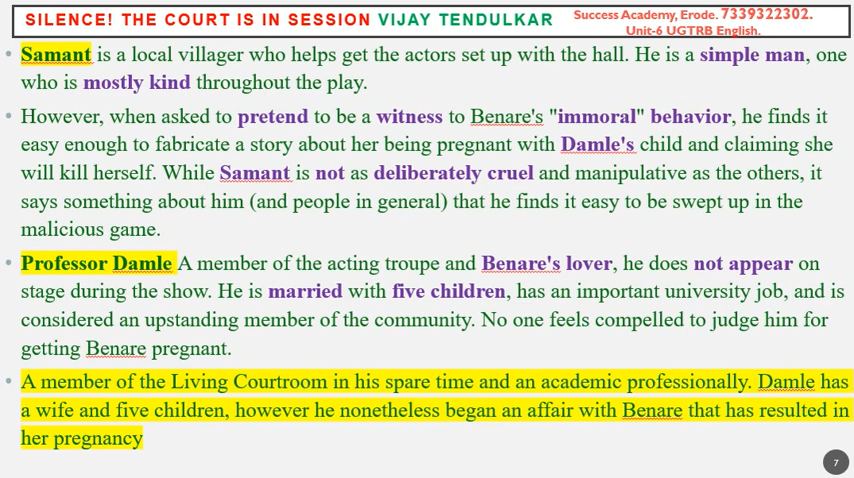 SILENCE! THE COURT IS IN SESSION VIJAY TENDULKAR
Success Academy, Erode. 7339322302.
Unit-6 UGTRB English.
• Samant is a local villager who helps get the actors set up with the hall. He is a simple man, one
who is mostly kind throughout the play.
• However, when asked to pretend to be a witness to Benare's "immoral" behavior, he finds it
easy enough to fabricate a story about her being pregnant with Damle's child and claiming she
will kill herself. While Samant is not as deliberately cruel and manipulative as the others, it
says something about him (and people in general) that he finds it easy to be swept up in the
malicious game.
• Professor Damle A member of the acting troupe and Benare's lover, he does not appear on
stage during the show. He is married with five children, has an important university job, and is
considered an upstanding member of the community. No one feels compelled to judge him for
getting Benare pregnant.
• A member of the Living Courtroom in his spare time and an academic professionally. Damle has
a wife and five children, however he nonetheless began an affair with Benare that has resulted in
her pregnancy
7